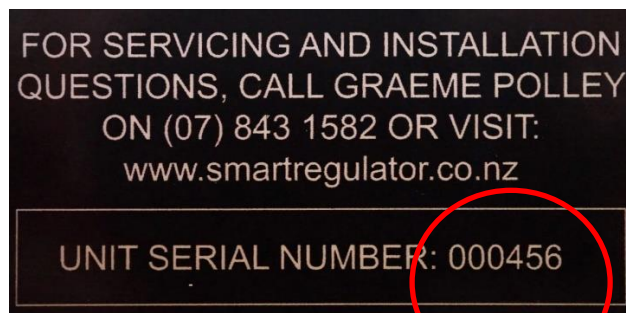 FOR SERVICING AND INSTALLATION
QUESTIONS, CALL GRAEME POLLEY
ON (07) 843 1582 OR VISIT:
www.smartregulator.co.nz
UNIT SERIAL NUMBER: 000456